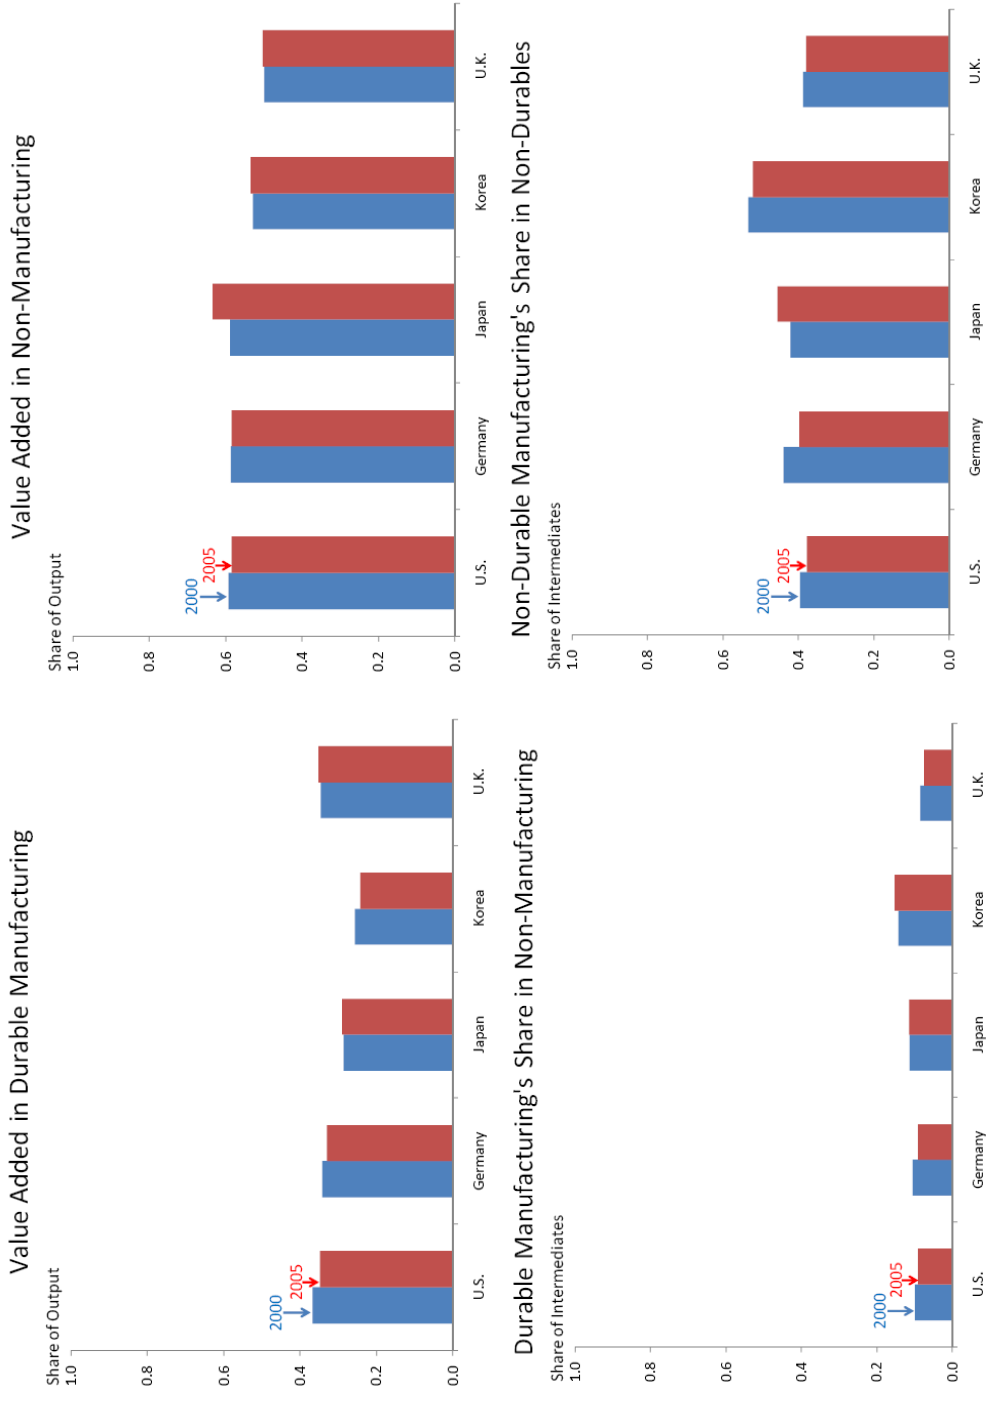 Value Added in Durable Manufacturing
Share of Output
1.0
0.8
0.6
0.4
0.2
0.0
2000
2005
U.S.
Germany
Japan
Korea
U.K.
Value Added in Non-Manufacturing
Share of Output
1.0
0.8
0.6
0.4
0.2
0.0
2000
2005
U.S.
Germany
Japan
Korea
U.K.
Durable Manufacturing's Share in Non-Manufacturing
Share of Intermediates
1.0
0.8
0.6
0.4
0.2
0.0
2000
2005
U.S.
Germany
Japan
Korea
U.K.
Non-Durable Manufacturing's Share in Non-Durables
Share of Intermediates
1.0
0.8
0.6
0.4
0.2
0.0
2000
2005
U.S.
Germany
Japan
Korea
U.K.